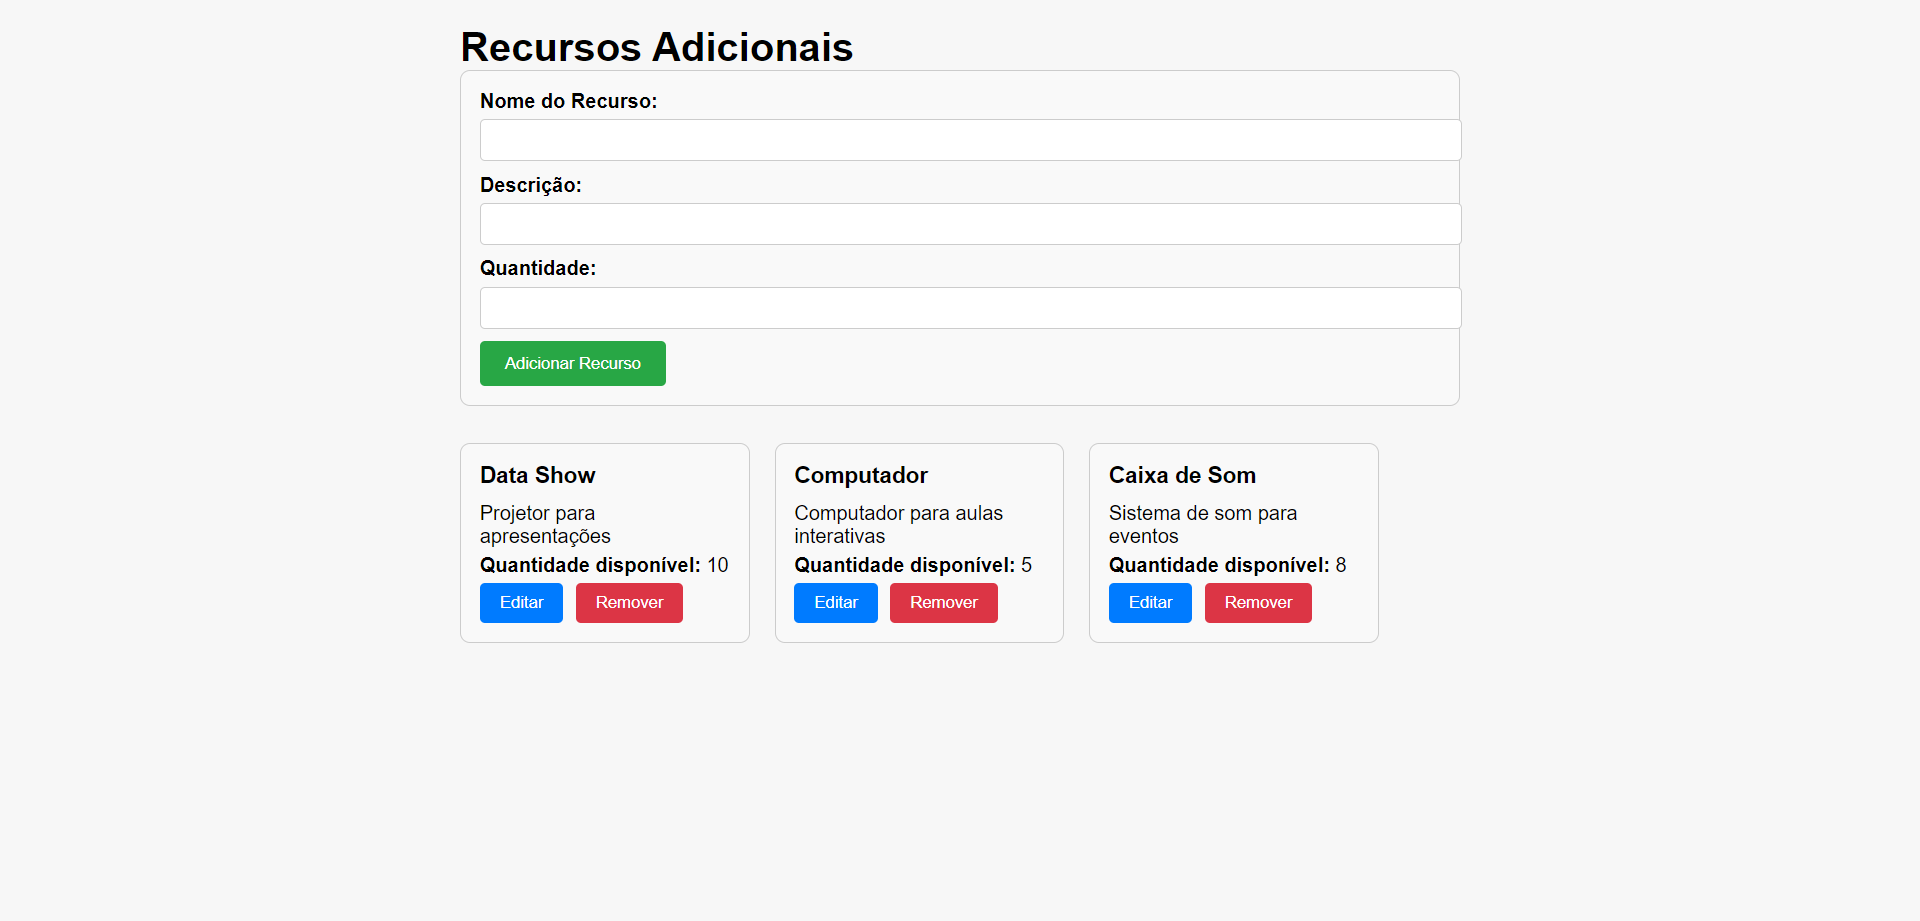 Recursos Adicionais
Nome do Recurso:
Descrição:
Quantidade:
Adicionar Recurso
Data Show
Projetor para
apresentações
Quantidade disponível: 10
Editar
Remover
Computador
Computador para aulas
interativas
Quantidade disponível: 5
Editar
Remover
Caixa de Som
Sistema de som para
eventos
Quantidade disponível: 8
Editar
Remover